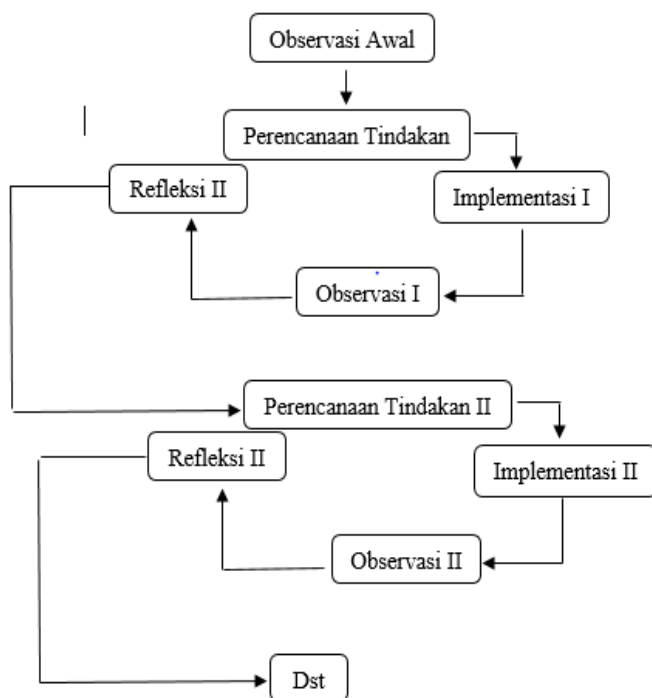 Observasi Awal
Perencanaan Tindakan
Refleksi II
Implementasi I
Observasi I
Perencanaan Tindakan II
Refleksi II
Implementasi II
Observasi II
Dst